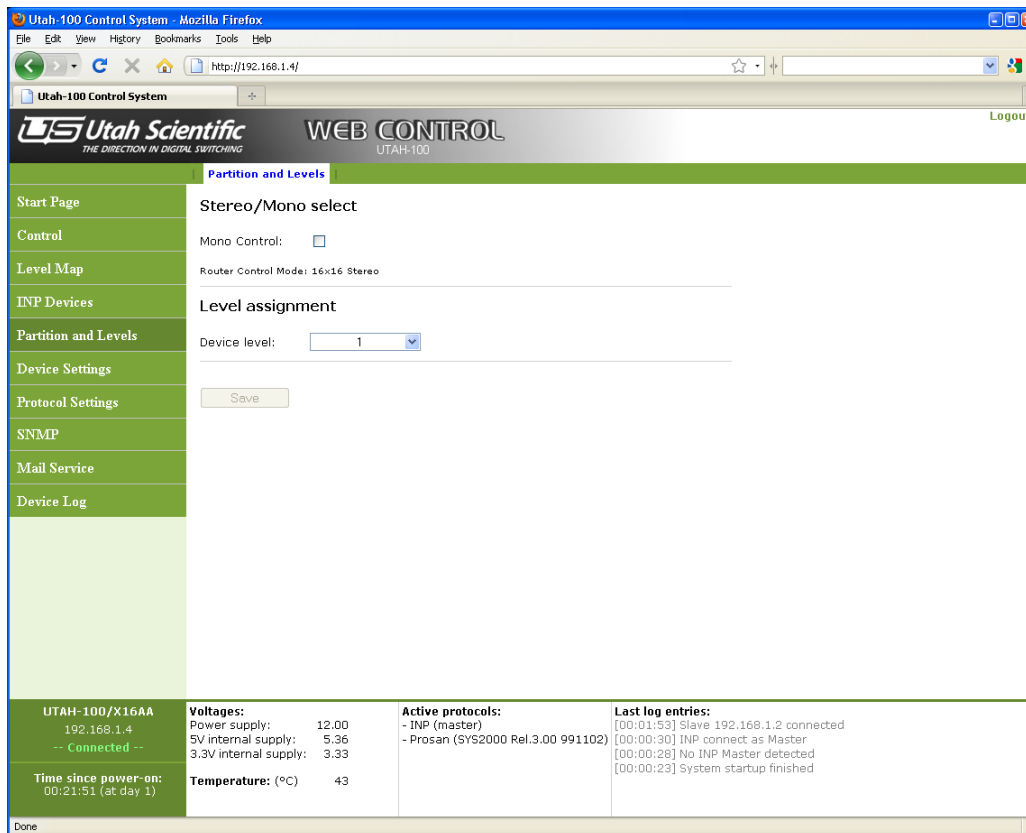 Utah-100 Control System - Mozilla Firefox
File Edit View History Bookmarks Tools Help
http://192.168.1.4/
Utah-100 Control System
Logou
US Utah Scientific
THE DIRECTION IN DIGITAL SWITCHING
WEB CONTROL
UTAH-100
Partition and Levels
Start Page
Control
Level Map
INP Devices
Partition and Levels
Device Settings
Protocol Settings
SNMP
Mail Service
Device Log
Stereo/Mono select
Mono Control:
Router Control Mode: 16x16 Stereo
Level assignment
Device level: 1
Save
UTAH-100/X16AA
192.168.1.4
-- Connected --
Time since power-on:
00:21:51 (at day 1)
Voltages:
Power supply: 12.00
5V internal supply: 5.36
3.3V internal supply: 3.33
Temperature: (°C) 43
Active protocols:
- INP (master)
- Prosan (SYS2000 Rel.3.00 991102)
Last log entries:
[00:01:53] Slave 192.168.1.2 connected
[00:00:30] INP connect as Master
[00:00:28] No INP Master detected
[00:00:23] System startup finished
Done